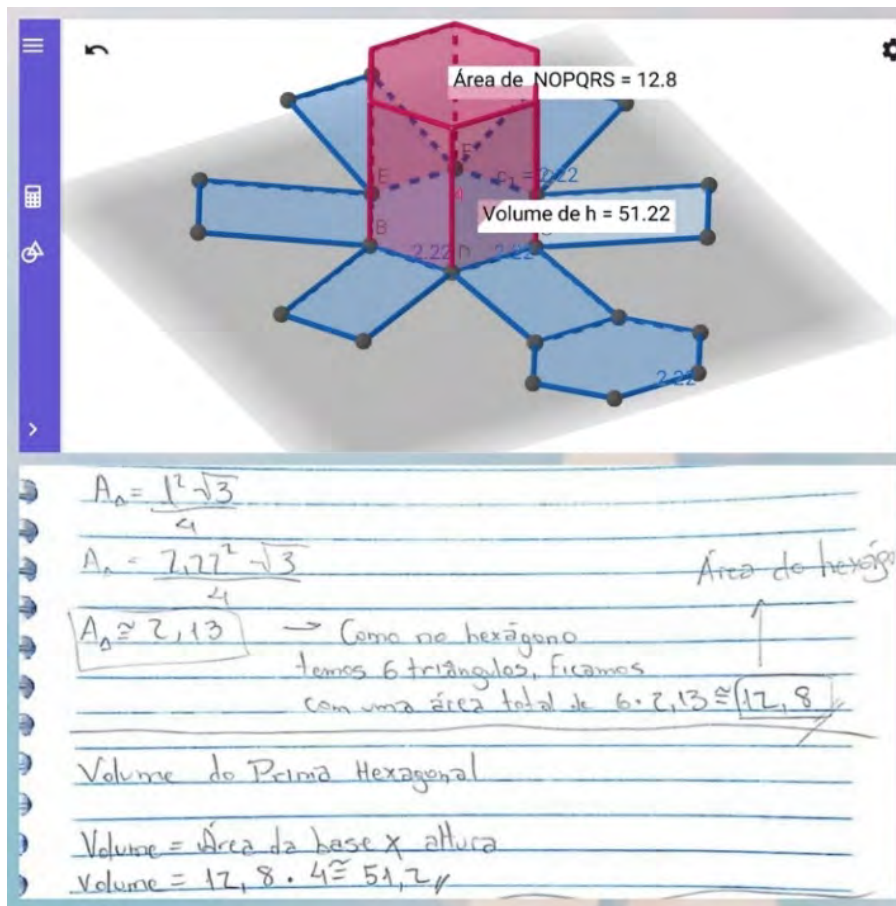 Área de NOPQRS = 12.8
F
E
= 2.22
4
Volume de h = 51.22
B
2.22
D
2.22
2.22
A△ = l²√3
4
A△ = 2,22²√3
4
Área do hexágo
A△ ≅ 2,13 → Como no hexágono
temos 6 triângulos, ficamos
com uma área total de 6·2,13≅12,8
Volume do Prima Hexagonal
Volume = Área da base x altura
Volume = 12,8 . 4 ≅ 51,2